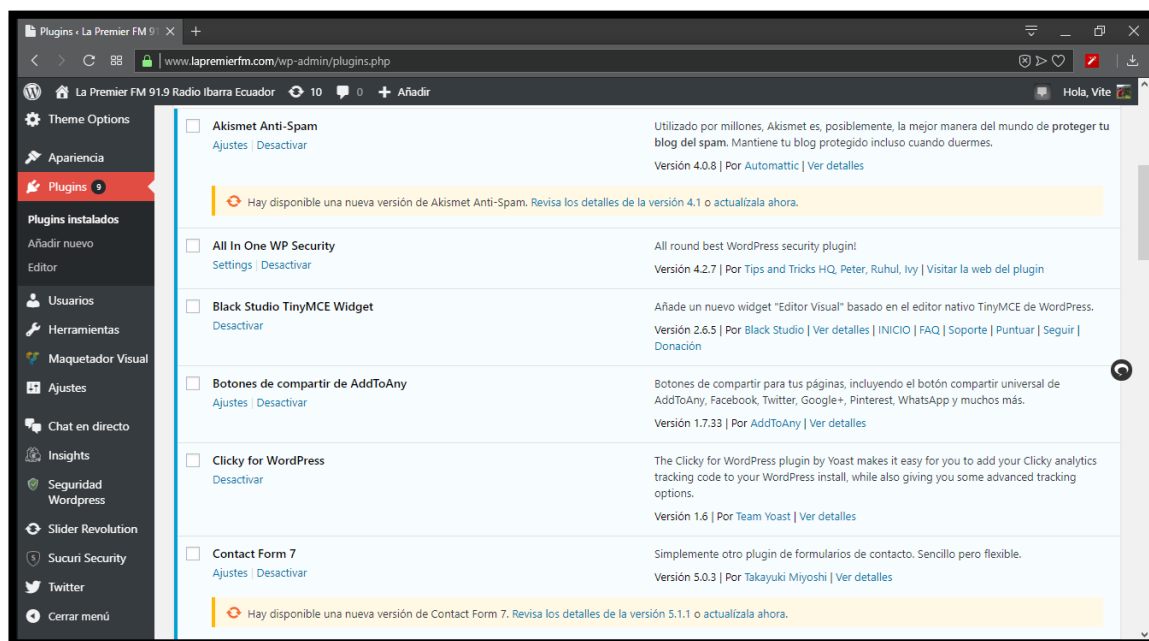 Plugins ‹ La Premier FM 91
www.lapremierfm.com/wp-admin/plugins.php
La Premier FM 91.9 Radio Ibarra Ecuador 10 0 Añadir
Hola, Vite
Theme Options
Apariencia
Plugins 9
Plugins instalados
Añadir nuevo
Editor
Usuarios
Herramientas
Maquetador Visual
Ajustes
Chat en directo
Insights
Seguridad
Wordpress
Slider Revolution
Sucuri Security
Twitter
Cerrar menú
Akismet Anti-Spam
Ajustes | Desactivar
Utilizado por millones, Akismet es, posiblemente, la mejor manera del mundo de proteger tu
blog del spam. Mantiene tu blog protegido incluso cuando duermes.
Versión 4.0.8 | Por Automattic | Ver detalles
Hay disponible una nueva versión de Akismet Anti-Spam. Revisa los detalles de la versión 4.1 o actualízala ahora.
All In One WP Security
Settings | Desactivar
All round best WordPress security plugin!
Versión 4.2.7 | Por Tips and Tricks HQ, Peter, Ruhul, Ivy | Visitar la web del plugin
Black Studio TinyMCE Widget
Desactivar
Añade un nuevo widget "Editor Visual" basado en el editor nativo TinyMCE de WordPress.
Versión 2.6.5 | Por Black Studio | Ver detalles | INICIO | FAQ | Soporte | Puntuar | Seguir |
Donación
Botones de compartir de AddToAny
Ajustes | Desactivar
Botones de compartir para tus páginas, incluyendo el botón compartir universal de
AddToAny, Facebook, Twitter, Google+, Pinterest, WhatsApp y muchos más.
Versión 1.7.33 | Por AddToAny | Ver detalles
Clicky for WordPress
Desactivar
The Clicky for WordPress plugin by Yoast makes it easy for you to add your Clicky analytics
tracking code to your WordPress install, while also giving you some advanced tracking
options.
Versión 1.6 | Por Team Yoast | Ver detalles
Contact Form 7
Ajustes | Desactivar
Simplemente otro plugin de formularios de contacto. Sencillo pero flexible.
Versión 5.0.3 | Por Takayuki Miyoshi | Ver detalles
Hay disponible una nueva versión de Contact Form 7. Revisa los detalles de la versión 5.1.1 o actualízala ahora.